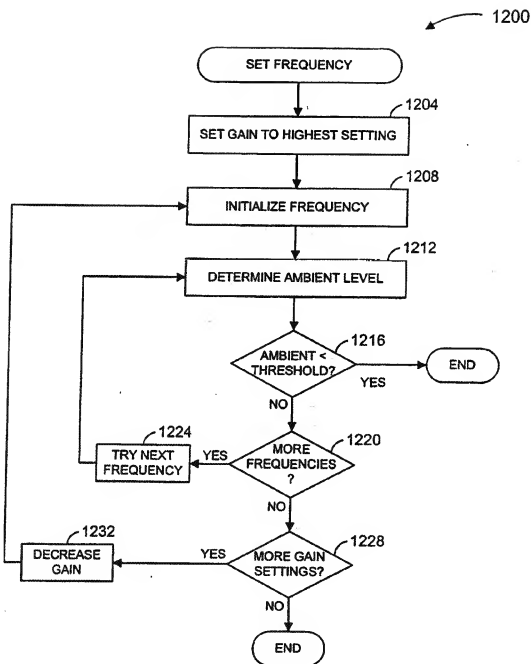 1200
SET FREQUENCY
1204
SET GAIN TO HIGHEST SETTING
1208
INITIALIZE FREQUENCY
1212
DETERMINE AMBIENT LEVEL
1216
AMBIENT <
THRESHOLD?
YES
END
NO
1220
MORE
FREQUENCIES
?
YES
1224
TRY NEXT
FREQUENCY
NO
1228
MORE GAIN
SETTINGS?
YES
1232
DECREASE
GAIN
NO
END